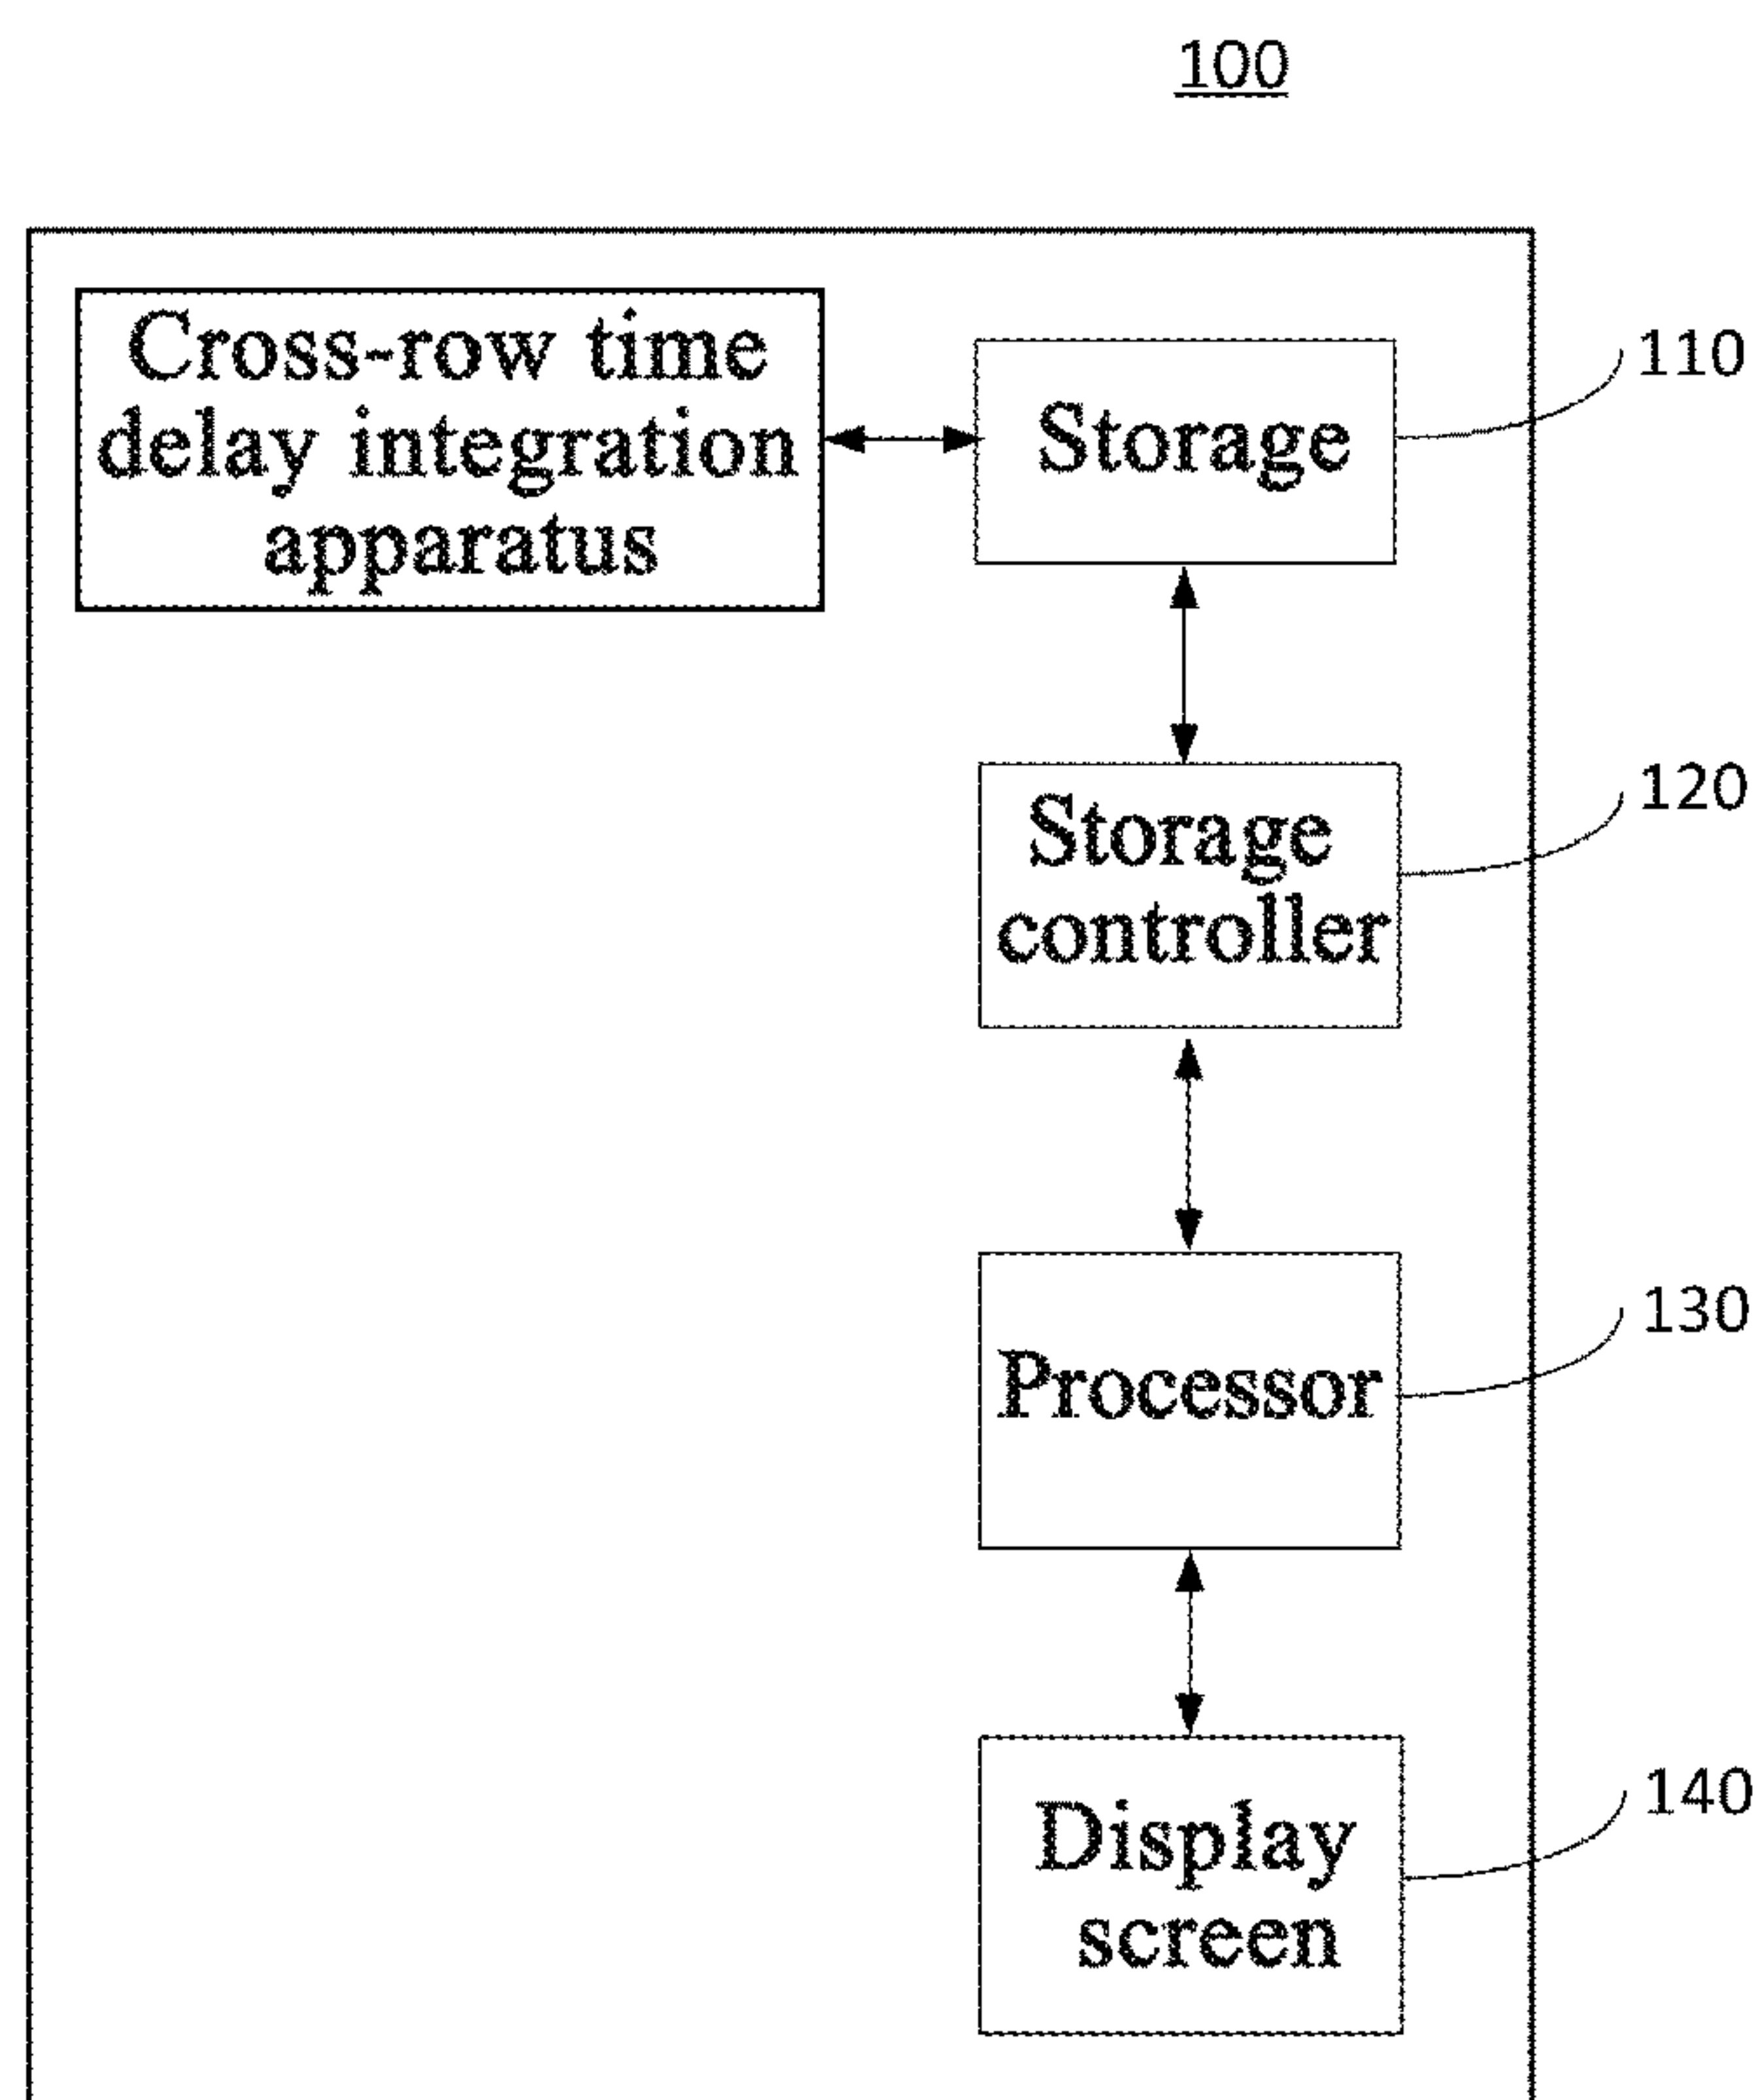 100
Cross-row time
delay integration
apparatus
Storage
110
Storage
controller
120
Processor
130
Display
screen
140